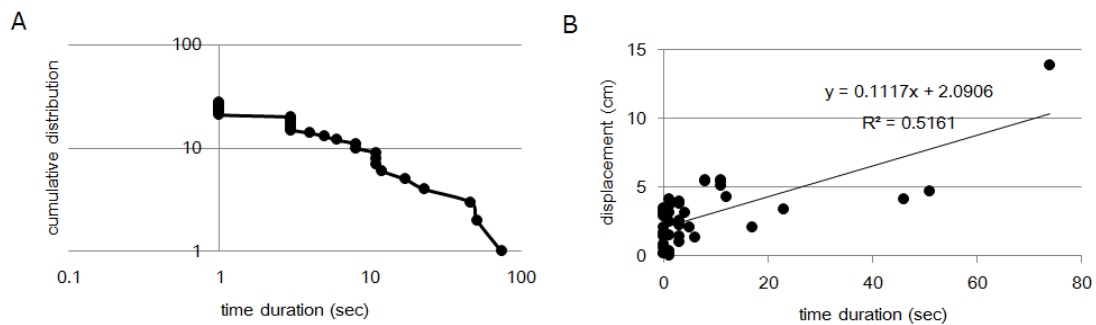 A
cumulative distribution
100
10
1
0.1
1
10
100
time duration (sec)
B
displacement (cm)
15
10
5
0
y = 0.1117x + 2.0906
R² = 0.5161
0
20
40
60
80
time duration (sec)